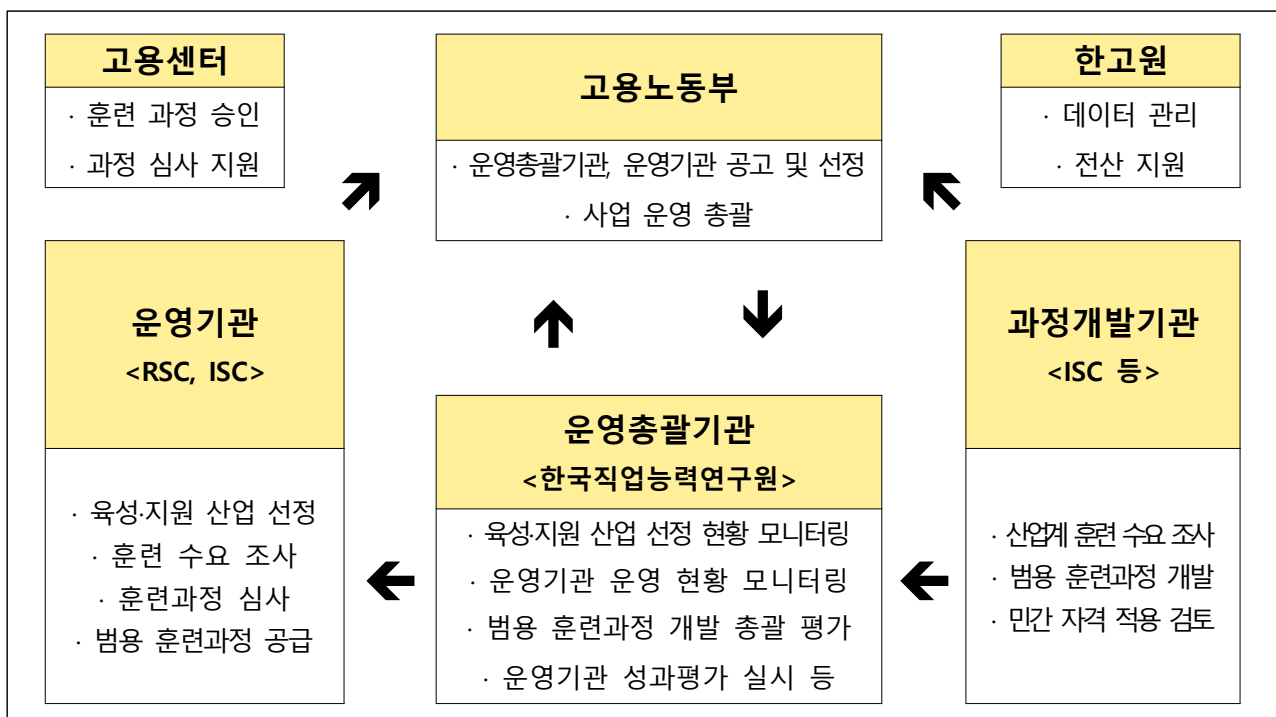 고용센터
· 훈련 과정 승인
· 과정 심사 지원
고용노동부
· 운영총괄기관, 운영기관 공고 및 선정
· 사업 운영 총괄
한고원
· 데이터 관리
· 전산 지원
운영기관
<RSC, ISC>
· 육성·지원 산업 선정
· 훈련 수요 조사
· 훈련과정 심사
· 범용 훈련과정 공급
운영총괄기관
<한국직업능력연구원>
· 육성·지원 산업 선정 현황 모니터링
· 운영기관 운영 현황 모니터링
· 범용 훈련과정 개발 총괄 평가
· 운영기관 성과평가 실시 등
과정개발기관
<ISC 등>
· 산업계 훈련 수요 조사
· 범용 훈련과정 개발
· 민간 자격 적용 검토